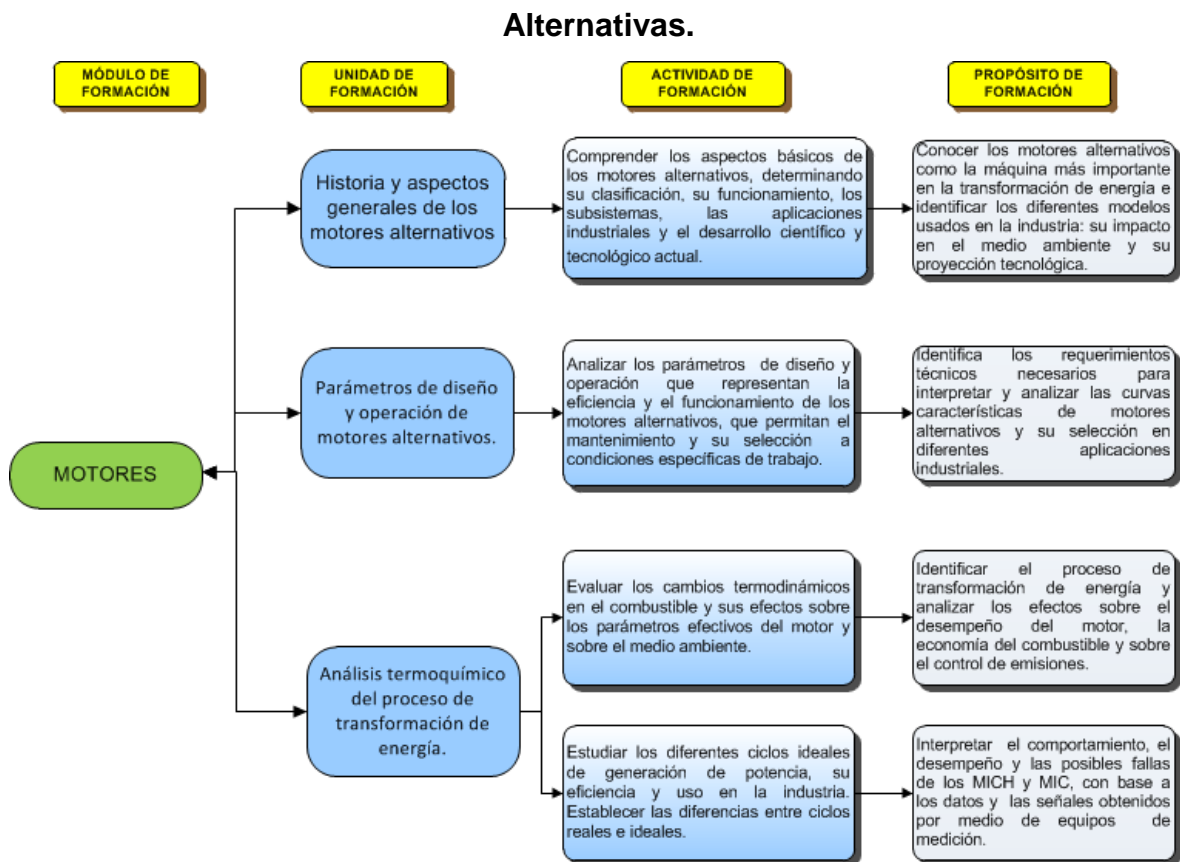 Alternativas.
MÓDULO DE
FORMACIÓN
UNIDAD DE
FORMACIÓN
ACTIVIDAD DE
FORMACIÓN
PROPÓSITO DE
FORMACIÓN
MOTORES
Historia y aspectos
generales de los
motores alternativos
Comprender los aspectos básicos de
los motores alternativos, determinando
su clasificación, su funcionamiento, los
subsistemas, las aplicaciones
industriales y el desarrollo científico y
tecnológico actual.
Conocer los motores alternativos
como la máquina más importante
en la transformación de energía e
identificar los diferentes modelos
usados en la industria: su impacto
en el medio ambiente y su
proyección tecnológica.
Parámetros de diseño
y operación de
motores alternativos.
Analizar los parámetros de diseño y
operación que representan la
eficiencia y el funcionamiento de los
motores alternativos, que permitan el
mantenimiento y su selección a
condiciones específicas de trabajo.
Identifica los requerimientos
técnicos necesarios para
interpretar y analizar las curvas
características de motores
alternativos y su selección en
diferentes aplicaciones
industriales.
Análisis termoquímico
del proceso de
transformación de
energía.
Evaluar los cambios termodinámicos
en el combustible y sus efectos sobre
los parámetros efectivos del motor y
sobre el medio ambiente.
Identificar el proceso de
transformación de energía y
analizar los efectos sobre el
desempeño del motor, la
economía del combustible y sobre
el control de emisiones.
Estudiar los diferentes ciclos ideales
de generación de potencia, su
eficiencia y uso en la industria.
Establecer las diferencias entre ciclos
reales e ideales.
Interpretar el comportamiento, el
desempeño y las posibles fallas
de los MICH y MIC, con base a
los datos y las señales obtenidos
por medio de equipos de
medición.